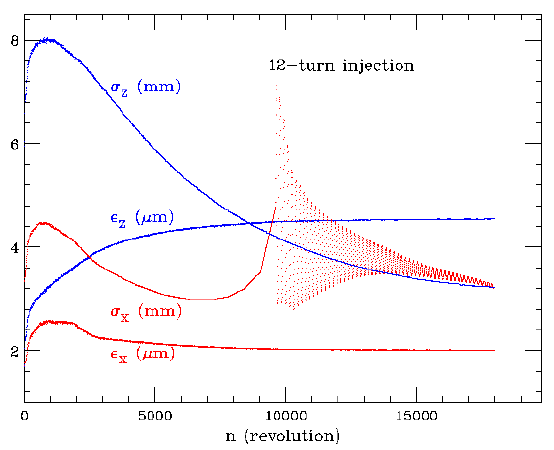 8
12−turn injection
σz (mm)
6
ϵz (μm)
4
σx (mm)
ϵx (μm)
2
0 5000 10000 15000
n (revolution)